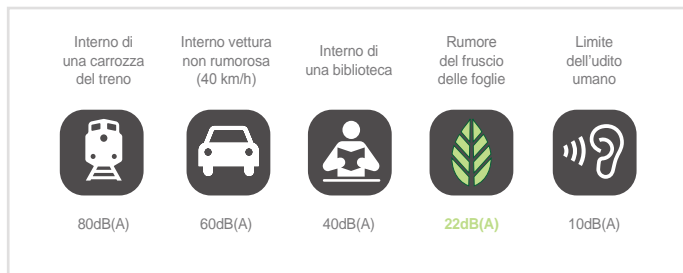 Interno di
una carrozza
del treno
Interno vettura
non rumorosa
(40 km/h)
Interno di
una biblioteca
Rumore
del fruscio
delle foglie
Limite
dell'udito
umano
80dB(A)
60dB(A)
40dB(A)
22dB(A)
10dB(A)